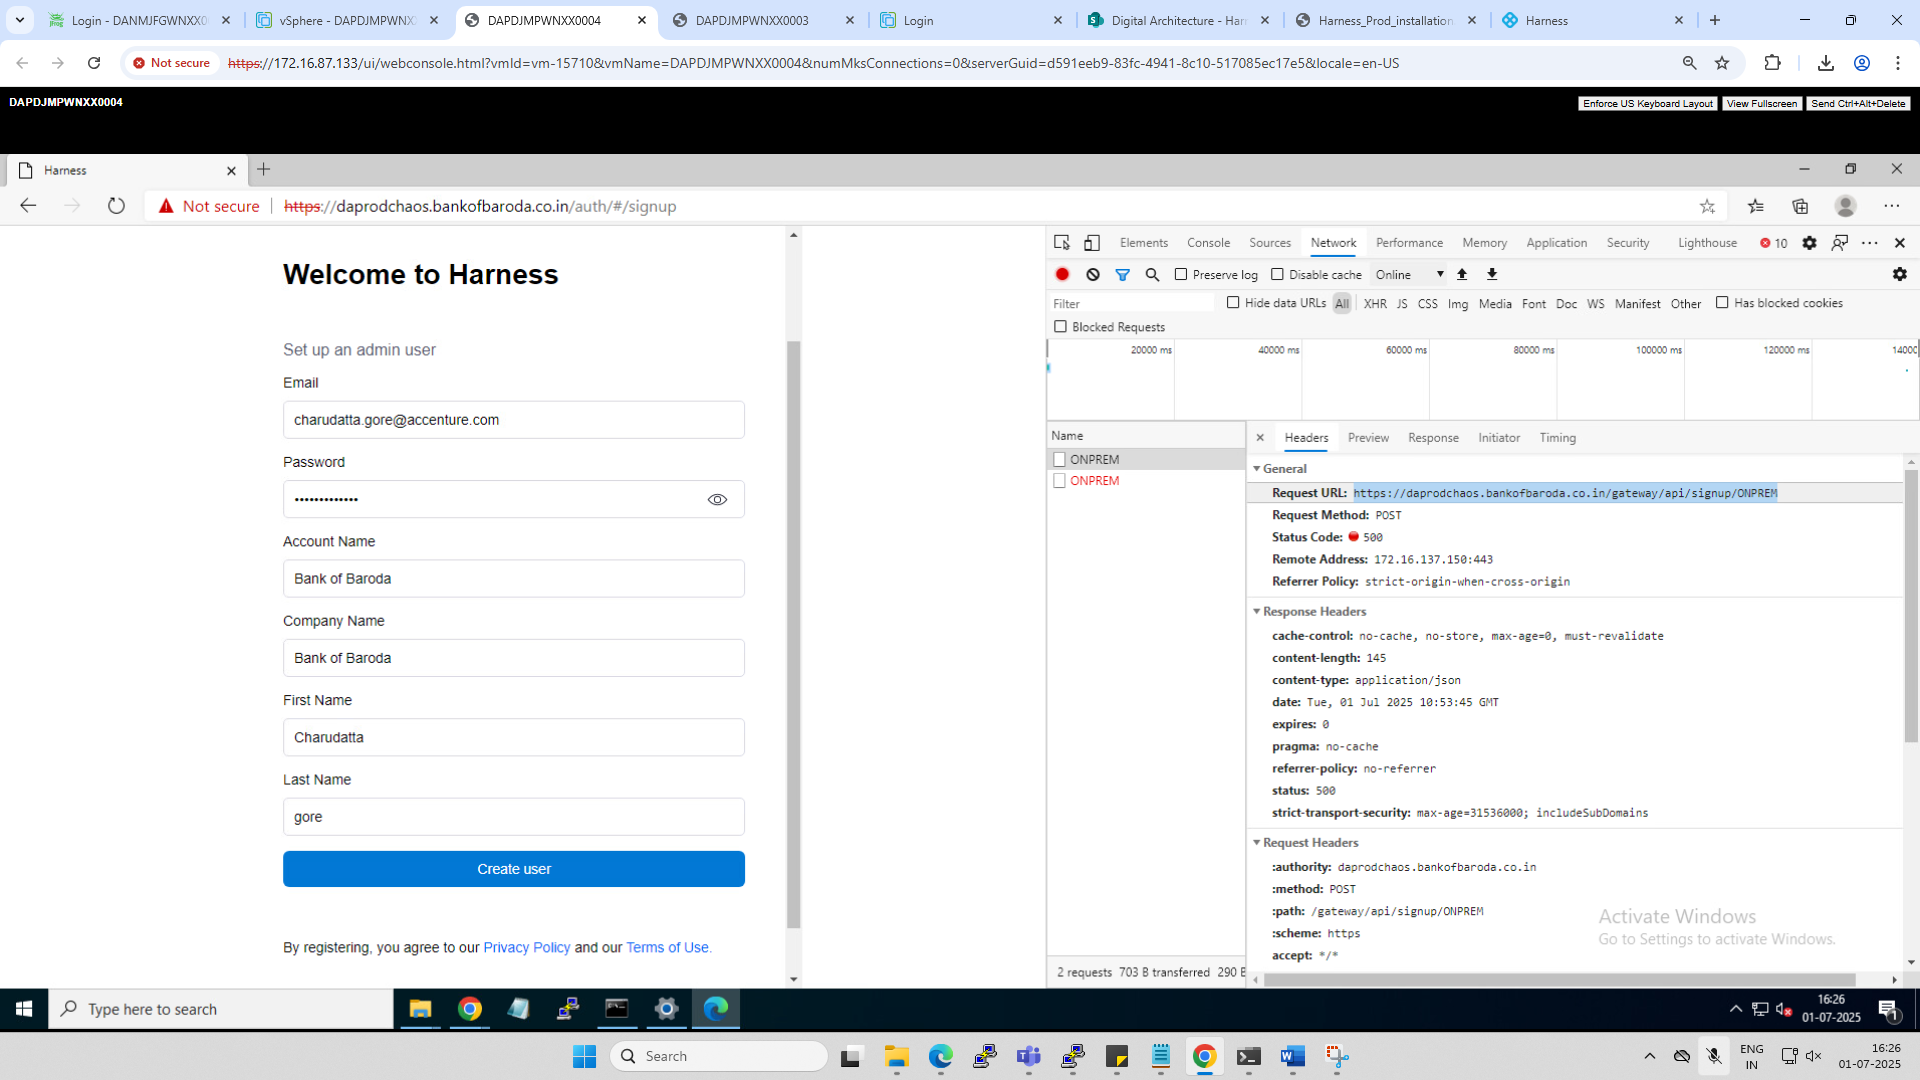 Login - DANMJFGWNXX0
vSphere - DAPDJMPWNX
DAPDJMPWNXX0004
DAPDJMPWNXX0003
Login
Digital Architecture - Har
Harness_Prod_installation
Harness
Not secure
https://172.16.87.133/ui/webconsole.html?vmId=vm-15710&vmName=DAPDJMPWNXX0004&numMksConnections=0&serverGuid=d591eeb9-83fc-4941-8c10-517085ec17e5&locale=en-US
DAPDJMPWNXX0004
Enforce US Keyboard Layout
View Fullscreen
Send Ctrl+Alt+Delete
Harness
Not secure
https://daprodchaos.bankofbaroda.co.in/auth/#/signup
Welcome to Harness
Set up an admin user
Email
charudatta.gore@accenture.com
Password
•••••••••••••
Account Name
Bank of Baroda
Company Name
Bank of Baroda
First Name
Charudatta
Last Name
gore
Create user
By registering, you agree to our Privacy Policy and our Terms of Use.
Elements Console Sources Network Performance Memory Application Security Lighthouse 10
Preserve log Disable cache Online
Filter Hide data URLs All XHR JS CSS Img Media Font Doc WS Manifest Other Has blocked cookies
Blocked Requests
20000 ms 40000 ms 60000 ms 80000 ms 100000 ms 120000 ms 14000
Name
ONPREM
ONPREM
2 requests 703 B transferred 290 B
Headers Preview Response Initiator Timing
General
Request URL: https://daprodchaos.bankofbaroda.co.in/gateway/api/signup/ONPREM
Request Method: POST
Status Code: 500
Remote Address: 172.16.137.150:443
Referrer Policy: strict-origin-when-cross-origin
Response Headers
cache-control: no-cache, no-store, max-age=0, must-revalidate
content-length: 145
content-type: application/json
date: Tue, 01 Jul 2025 10:53:45 GMT
expires: 0
pragma: no-cache
referrer-policy: no-referrer
status: 500
strict-transport-security: max-age=31536000; includeSubDomains
Request Headers
:authority: daprodchaos.bankofbaroda.co.in
:method: POST
:path: /gateway/api/signup/ONPREM
:scheme: https
accept: */*
Activate Windows
Go to Settings to activate Windows.
Type here to search
16:26
01-07-2025
1
Search
ENG
IN
16:26
01-07-2025